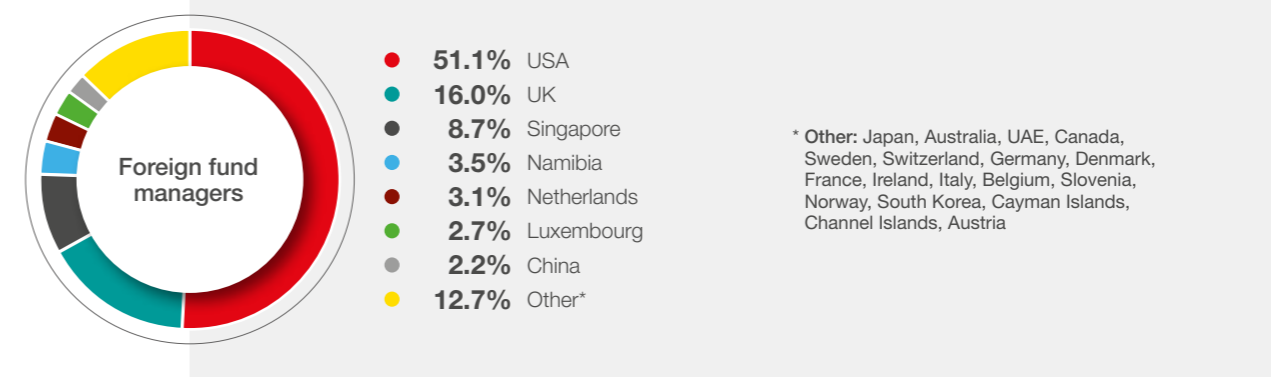 Foreign fund
managers
51.1% USA
16.0% UK
8.7% Singapore
3.5% Namibia
3.1% Netherlands
2.7% Luxembourg
2.2% China
12.7% Other*
* Other: Japan, Australia, UAE, Canada,
Sweden, Switzerland, Germany, Denmark,
France, Ireland, Italy, Belgium, Slovenia,
Norway, South Korea, Cayman Islands,
Channel Islands, Austria